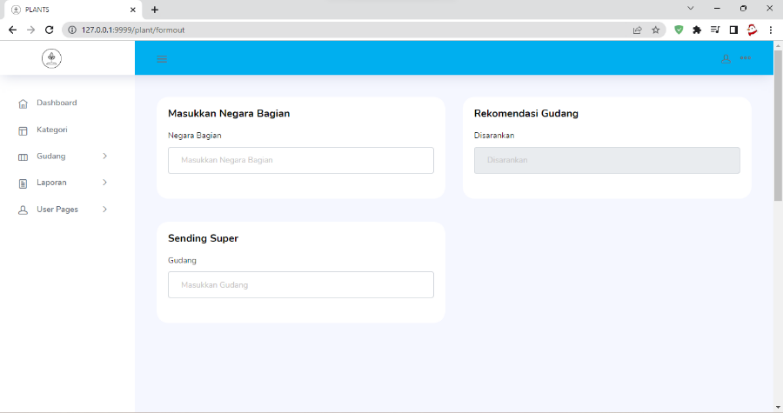 PLANTS
127.0.0.1:9999/plant/formout
Dashboard
Kategori
Gudang
Laporan
User Pages
Masukkan Negara Bagian
Negara Bagian
Masukkan Negara Bagian
Rekomendasi Gudang
Disarankan
Disarankan
Sending Super
Gudang
Masukkan Gudang